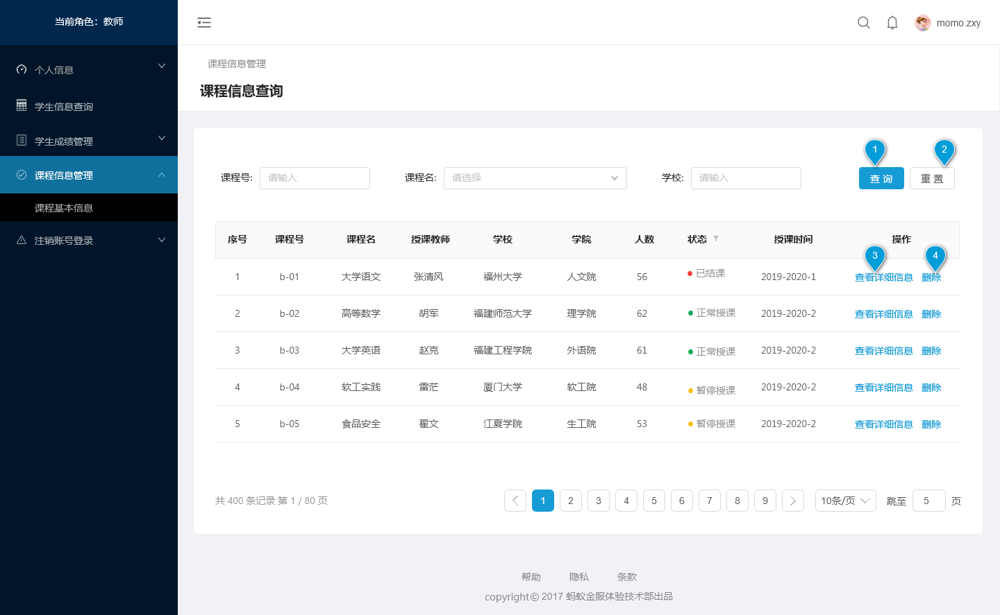 当前角色：教师
momo.zxy
个人信息
学生信息查询
学生成绩管理
课程信息管理
课程基本信息
注销账号登录
课程信息管理
课程信息查询
1 2
课程号: 请输入 课程名: 请选择 学校: 请输入 查 询 重 置
序号 课程号 课程名 授课教师 学校 学院 人数 状态 授课时间 操作
3 4
1 b-01 大学语文 张清风 福州大学 人文院 56 已结课 2019-2020-1 查看详细信息 删除
2 b-02 高等数学 胡军 福建师范大学 理学院 62 正常授课 2019-2020-2 查看详细信息 删除
3 b-03 大学英语 赵克 福建工程学院 外语院 61 正常授课 2019-2020-2 查看详细信息 删除
4 b-04 软工实践 雷茫 厦门大学 软工院 48 暂停授课 2019-2020-2 查看详细信息 删除
5 b-05 食品安全 翟文 江夏学院 生工院 53 暂停授课 2019-2020-2 查看详细信息 删除
共 400 条记录 第 1 / 80 页 1 2 3 4 5 6 7 8 9 10条/页 跳至 5 页
帮助 隐私 条款
copyright© 2017 蚂蚁金服体验技术部出品